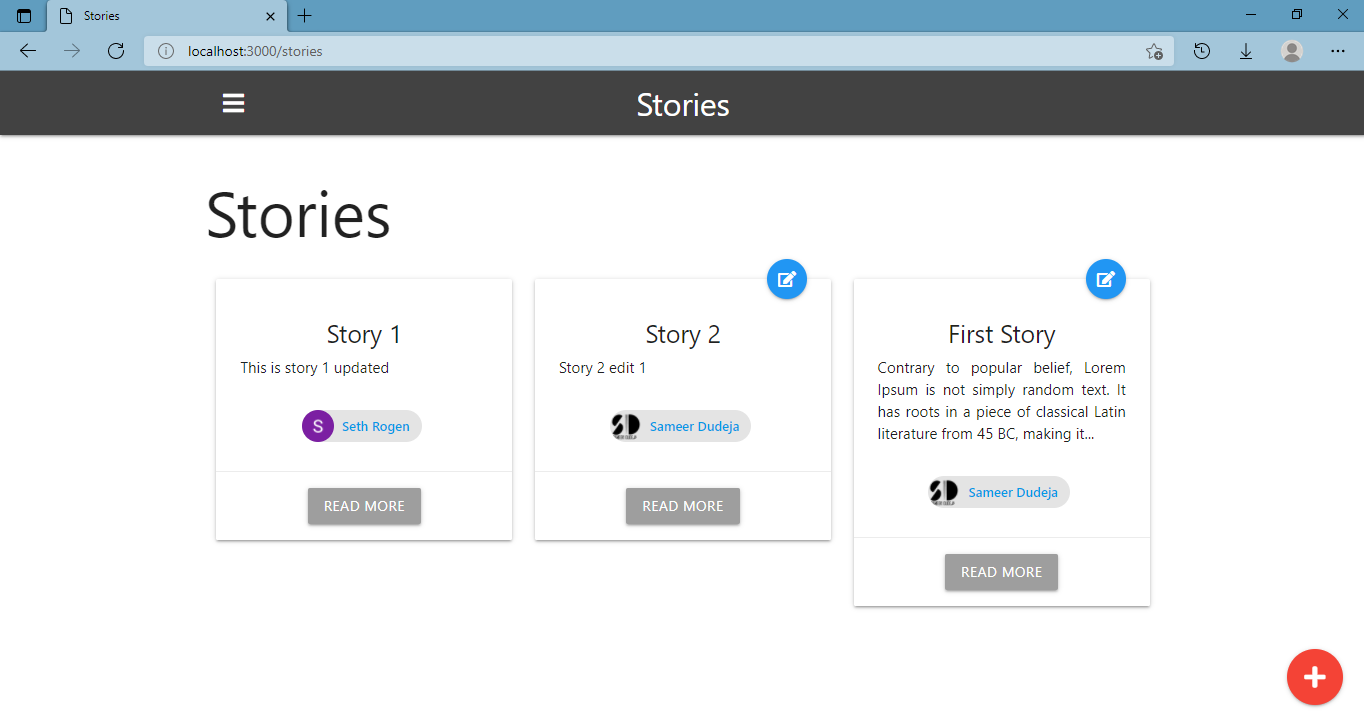 Stories
localhost:3000/stories
Stories
Stories
Story 1
This is story 1 updated
S Seth Rogen
READ MORE
Story 2
Story 2 edit 1
SD Sameer Dudeja
READ MORE
First Story
Contrary to popular belief, Lorem
Ipsum is not simply random text. It
has roots in a piece of classical Latin
literature from 45 BC, making it...
SD Sameer Dudeja
READ MORE